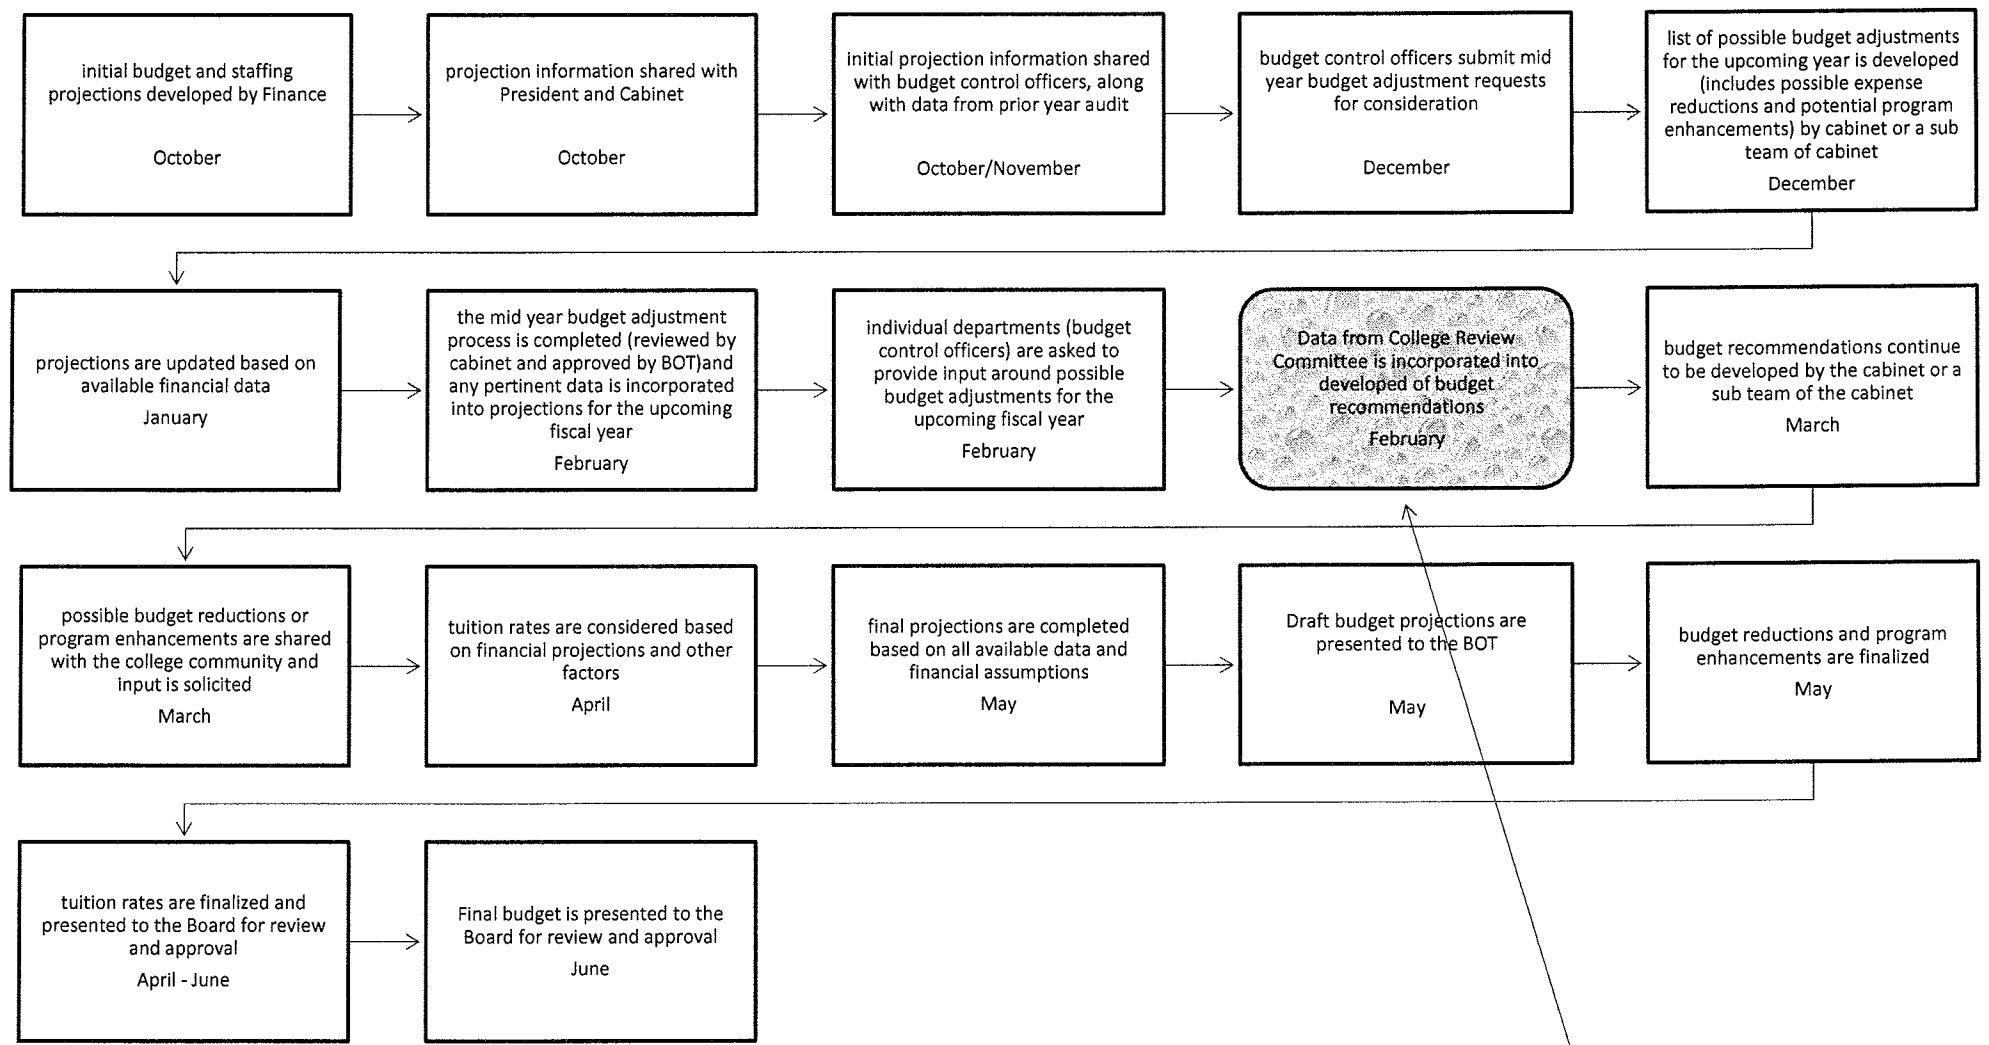 initial budget and staffing
projections developed by Finance
October
projection information shared with
President and Cabinet
October
initial projection information shared
with budget control officers, along
with data from prior year audit
October/November
budget control officers submit mid
year budget adjustment requests
for consideration
December
list of possible budget adjustments
for the upcoming year is developed
(includes possible expense
reductions and potential program
enhancements) by cabinet or a sub
team of cabinet
December
projections are updated based on
available financial data
January
the mid year budget adjustment
process is completed (reviewed by
cabinet and approved by BOT)and
any pertinent data is incorporated
into projections for the upcoming
fiscal year
February
individual departments (budget
control officers) are asked to
provide input around possible
budget adjustments for the
upcoming fiscal year
February
Data from College Review
Committee is incorporated into
developed of budget
recommendations
February
budget recommendations continue
to be developed by the cabinet or a
sub team of the cabinet
March
possible budget reductions or
program enhancements are shared
with the college community and
input is solicited
March
tuition rates are considered based
on financial projections and other
factors
April
final projections are completed
based on all available data and
financial assumptions
May
Draft budget projections are
presented to the BOT
May
budget reductions and program
enhancements are finalized
May
tuition rates are finalized and
presented to the Board for review
and approval
April - June
Final budget is presented to the
Board for review and approval
June